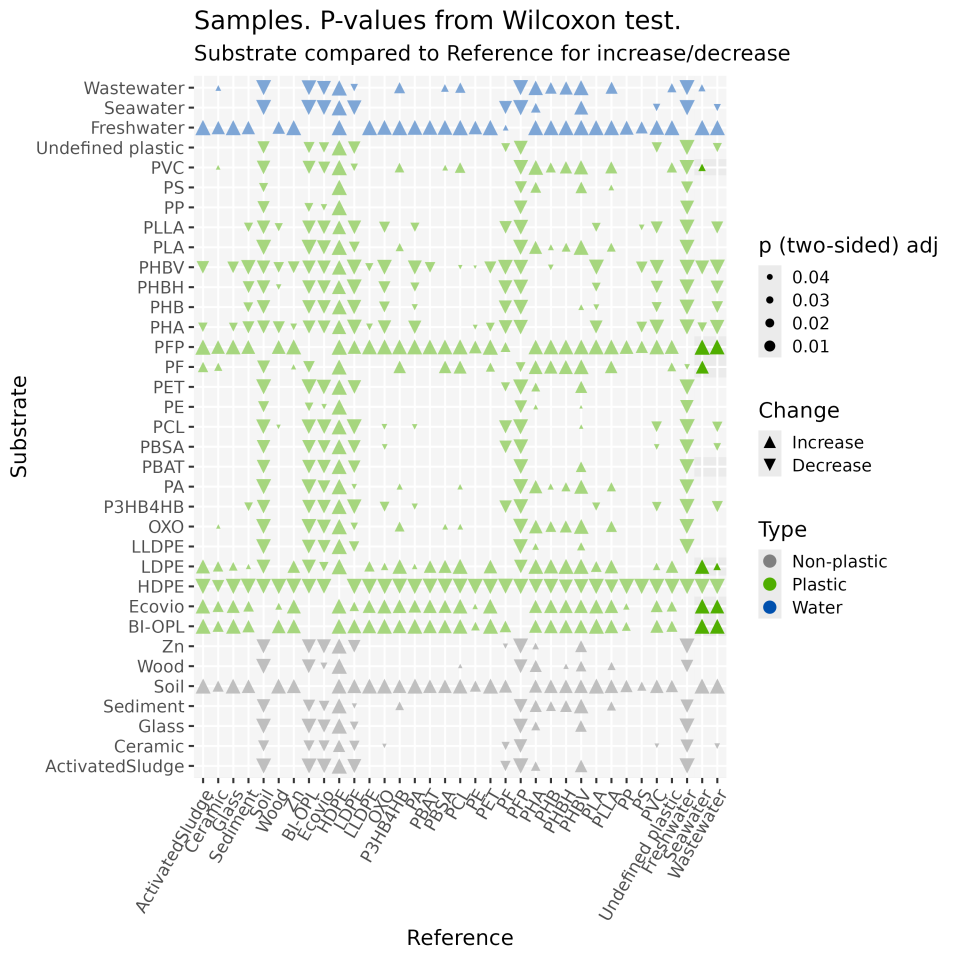 Samples. P-values from Wilcoxon test.
Substrate compared to Reference for increase/decrease
Substrate
Wastewater
Seawater
Freshwater
Undefined plastic
PVC
PS
PP
PLLA
PLA
PHBV
PHBH
PHB
PHA
PFP
PF
PET
PE
PCL
PBSA
PBAT
PA
P3HB4HB
OXO
LLDPE
LDPE
HDPE
Ecovio
BI-OPL
Zn
Wood
Soil
Sediment
Glass
Ceramic
ActivatedSludge
ActivatedSludge
Ceramic
Glass
Sediment
Soil
Wood
Zn
BI-OPL
Ecovio
HDPE
LDPE
LLDPE
OXO
P3HB4HB
PA
PBAT
PBSA
PCL
PE
PET
PF
PFP
PHA
PHB
PHBH
PHBV
PLA
PLLA
PP
PS
PVC
Undefined plastic
Freshwater
Seawater
Wastewater
Reference
p (two-sided) adj
0.04
0.03
0.02
0.01
Change
Increase
Decrease
Type
Non-plastic
Plastic
Water